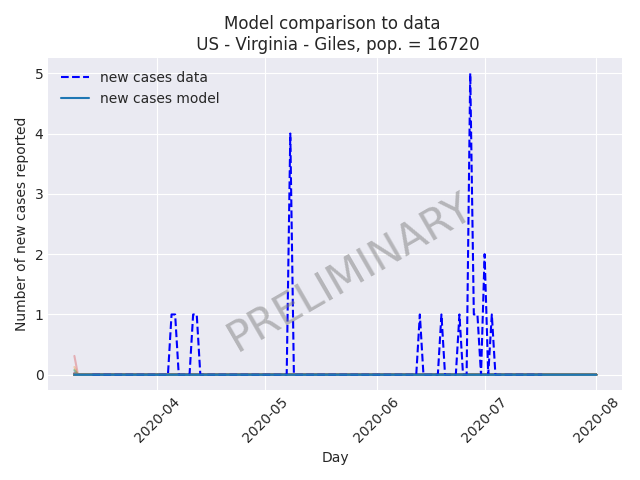 Model comparison to data
US - Virginia - Giles, pop. = 16720
new cases data
new cases model
Number of new cases reported
5
4
3
2
1
0
PRELIMINARY
2020-04
2020-05
2020-06
2020-07
2020-08
Day